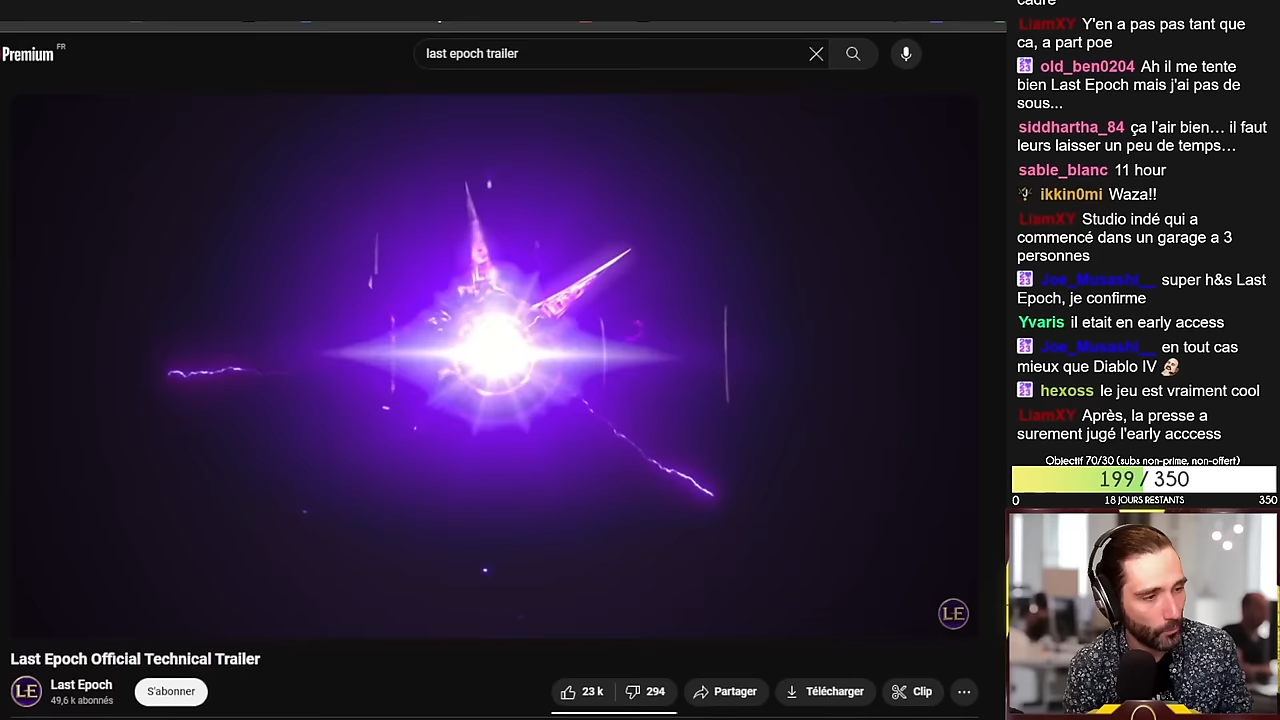 Premium FR
last epoch trailer
LE
Last Epoch Official Technical Trailer
LE
Last Epoch
49,6 k abonnés
S'abonner
23 k
294
Partager
Télécharger
Clip
cadre
LiamXY Y'en a pas pas tant que
ca, a part poe
old_ben0204 Ah il me tente
bien Last Epoch mais j'ai pas de
sous...
siddhartha_84 ça l'air bien… il faut
leurs laisser un peu de temps…
sable_blanc 11 hour
ikkin0mi Waza!!
LiamXY Studio indé qui a
commencé dans un garage a 3
personnes
Joe_Musashi__ super h&s Last
Epoch, je confirme
Yvaris il etait en early access
Joe_Musashi__ en tout cas
mieux que Diablo IV
hexoss le jeu est vraiment cool
LiamXY Après, la presse a
surement jugé l'early acccess
Objectif 70/30 (subs non-prime, non-offert)
199 / 350
0 18 JOURS RESTANTS 350